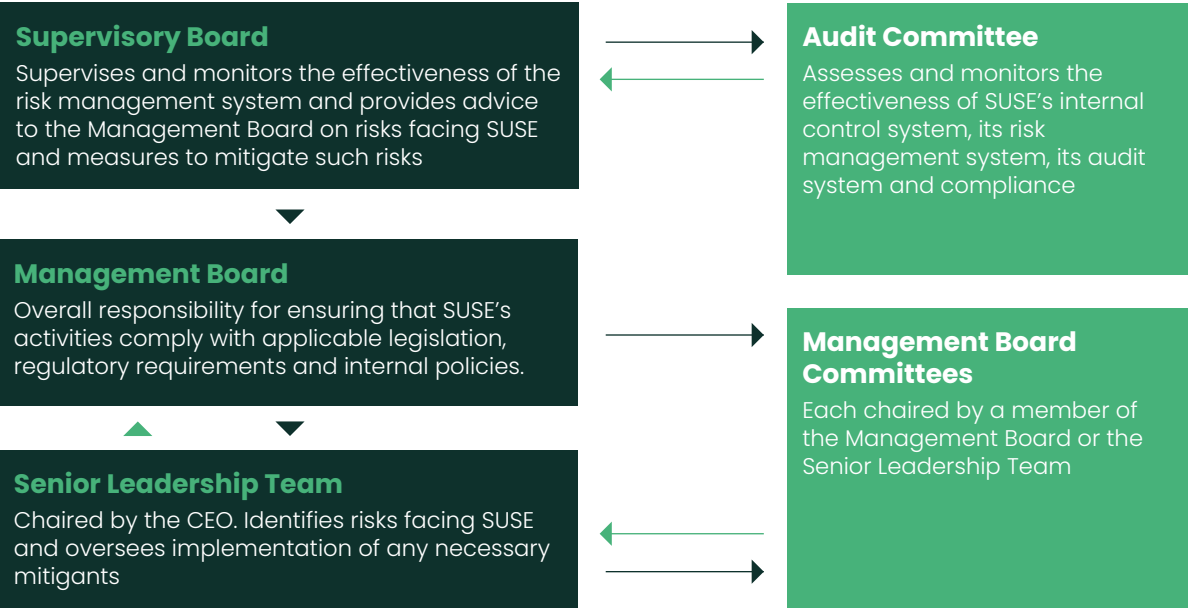 Supervisory Board
Supervises and monitors the effectiveness of the
risk management system and provides advice
to the Management Board on risks facing SUSE
and measures to mitigate such risks
Audit Committee
Assesses and monitors the
effectiveness of SUSE’s internal
control system, its risk
management system, its audit
system and compliance
Management Board
Overall responsibility for ensuring that SUSE’s
activities comply with applicable legislation,
regulatory requirements and internal policies.
Management Board
Committees
Each chaired by a member of
the Management Board or the
Senior Leadership Team
Senior Leadership Team
Chaired by the CEO. Identifies risks facing SUSE
and oversees implementation of any necessary
mitigants